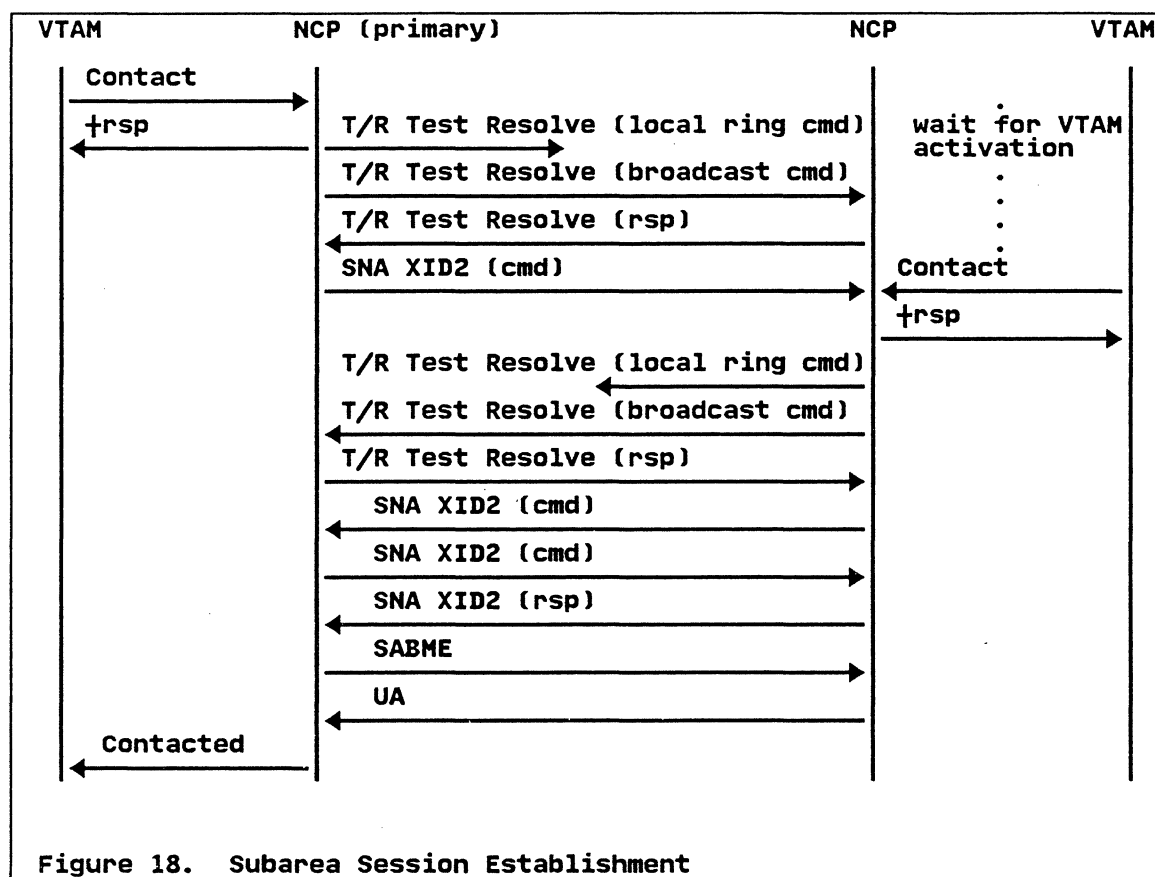 VTAM NCP (primary) NCP VTAM
Contact
+rsp T/R Test Resolve (local ring cmd) wait for VTAM
activation
T/R Test Resolve (broadcast cmd)
T/R Test Resolve (rsp)
SNA XID2 (cmd) Contact
+rsp
T/R Test Resolve (local ring cmd)
T/R Test Resolve (broadcast cmd)
T/R Test Resolve (rsp)
SNA XID2 (cmd)
SNA XID2 (cmd)
SNA XID2 (rsp)
SABME
UA
Contacted
Figure 18. Subarea Session Establishment